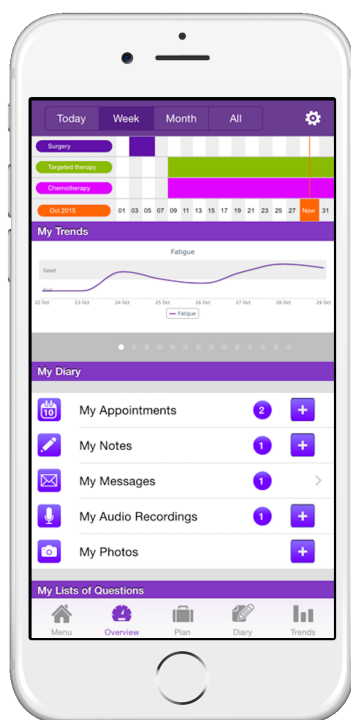 Today Week Month All
Surgery
Targeted therapy
Chemotherapy
Oct 2015 01 03 05 07 09 11 13 15 17 19 21 23 25 27 Now 31
My Trends
Fatigue
Good
Bad
22 Oct 23 Oct 24 Oct 25 Oct 26 Oct 27 Oct 28 Oct 29 Oct
Fatigue
My Diary
10 My Appointments 2 +
My Notes 1 +
My Messages 1 >
My Audio Recordings 1 +
My Photos +
My Lists of Questions
Menu Overview Plan Diary Trends